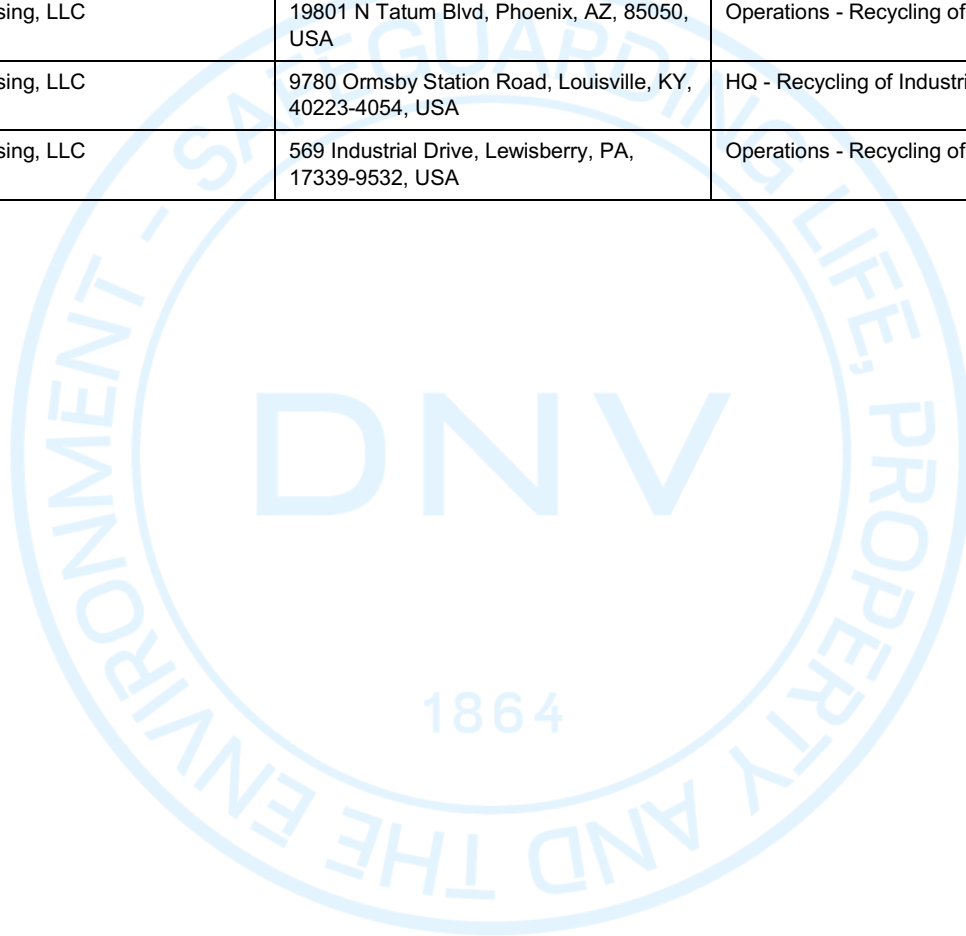 sing, LLC 19801 N Tatum Blvd, Phoenix, AZ, 85050, Operations - Recycling of
USA
sing, LLC 9780 Ormsby Station Road, Louisville, KY, HQ - Recycling of Industri
40223-4054, USA
sing, LLC 569 Industrial Drive, Lewisberry, PA, Operations - Recycling of
17339-9532, USA
SAFEGUARDING LIFE, PROPERTY AND THE ENVIRONMENT -
DNV
1864